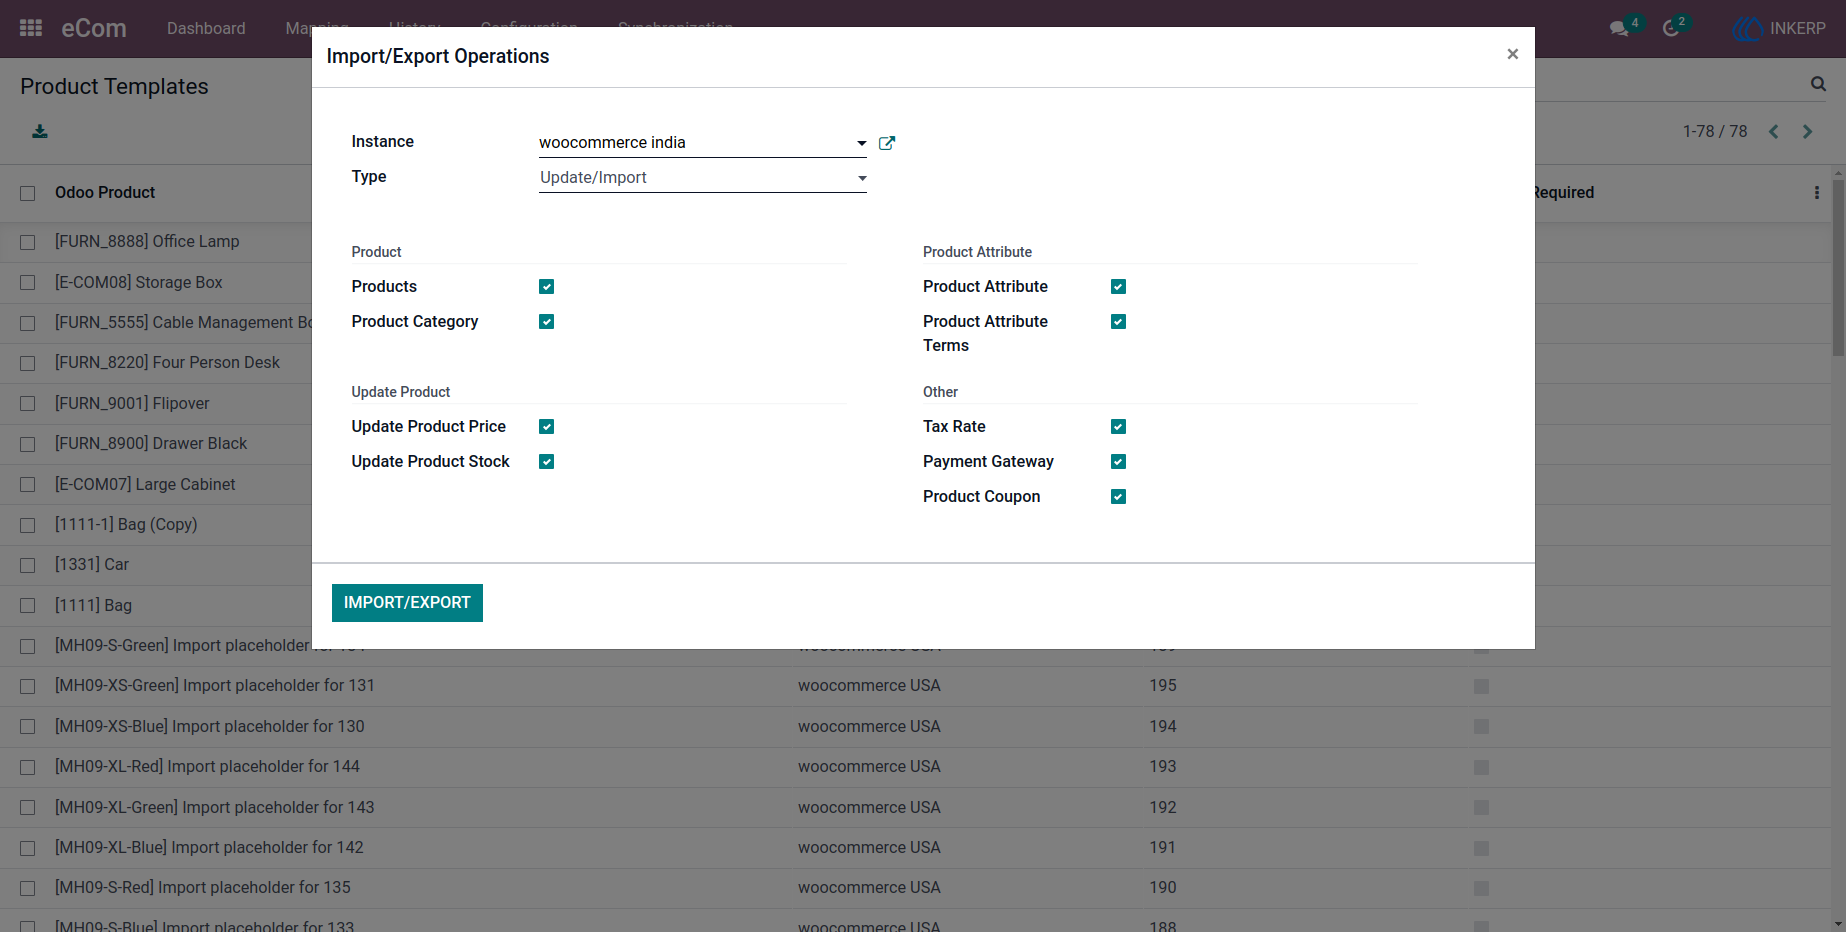 eCom Dashboard Mapping History Configuration Synchronization 4 2 INKERP
Import/Export Operations ×
Product Templates
1-78 / 78
Instance woocommerce india
Type Update/Import
Odoo Product Required
Product Product Attribute
Products Product Attribute
Product Category Product Attribute
Terms
Update Product Other
Update Product Price Tax Rate
Update Product Stock Payment Gateway
Product Coupon
IMPORT/EXPORT
[FURN_8888] Office Lamp
[E-COM08] Storage Box
[FURN_5555] Cable Management
[FURN_8220] Four Person Desk
[FURN_9001] Flipover
[FURN_8900] Drawer Black
[E-COM07] Large Cabinet
[1111-1] Bag (Copy)
[1331] Car
[1111] Bag
[MH09-S-Green] Import placeholder woocommerce USA
[MH09-XS-Green] Import placeholder for 131 woocommerce USA 195
[MH09-XS-Blue] Import placeholder for 130 woocommerce USA 194
[MH09-XL-Red] Import placeholder for 144 woocommerce USA 193
[MH09-XL-Green] Import placeholder for 143 woocommerce USA 192
[MH09-XL-Blue] Import placeholder for 142 woocommerce USA 191
[MH09-S-Red] Import placeholder for 135 woocommerce USA 190
[MH09-S-Blue] Import placeholder for 133 woocommerce USA 188